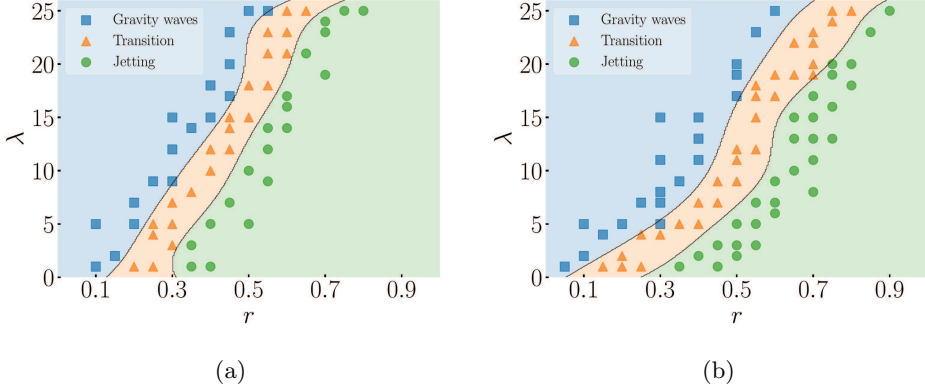 25
20
15
10
5
0
λ
Gravity waves
Transition
Jetting
0.1 0.3 0.5 0.7 0.9
r
(a)
25
20
15
10
5
0
λ
Gravity waves
Transition
Jetting
0.1 0.3 0.5 0.7 0.9
r
(b)